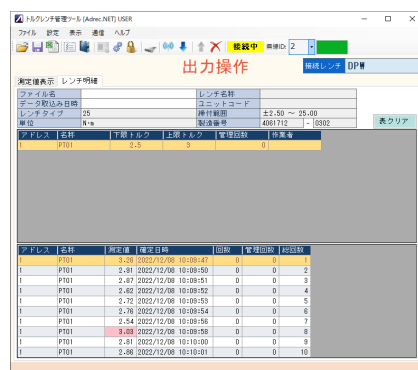 トルクレンチ管理ツール (Adrec.NET) USER
ファイル 設定 表示 通信 ヘルプ
接続中 無線ID: 2
出力操作 接続レンチ DPW
測定値表示 レンチ明細
ファイル名 レンチ名称
データ取込み日時 ユニットコード
レンチタイプ 25 締付範囲 ±2.50 ～ 25.00
単位 N・m 製造番号 4061712 - 0302 表クリア
アドレス 名称 下限トルク 上限トルク 管理回数 作業者
1 PT01 2.5 3 0
アドレス 名称 測定値 確定日時 回数 管理回数 総回数
1 PT01 3.26 2022/12/08 10:09:47 0 0 1
1 PT01 2.91 2022/12/08 10:09:50 0 0 2
1 PT01 2.87 2022/12/08 10:09:51 0 0 3
1 PT01 2.62 2022/12/08 10:09:52 0 0 4
1 PT01 2.72 2022/12/08 10:09:53 0 0 5
1 PT01 2.76 2022/12/08 10:09:54 0 0 6
1 PT01 2.54 2022/12/08 10:09:56 0 0 7
1 PT01 3.03 2022/12/08 10:09:58 0 0 8
1 PT01 2.81 2022/12/08 10:10:00 0 0 9
1 PT01 2.86 2022/12/08 10:10:01 0 0 10